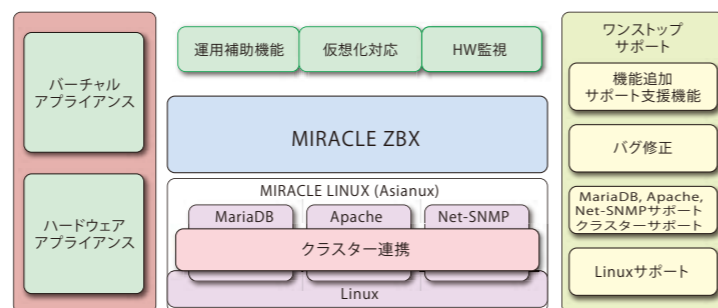 バーチャル
アプライアンス
ハードウェア
アプライアンス
運用補助機能
仮想化対応
HW監視
MIRACLE ZBX
MIRACLE LINUX (Asianux)
MariaDB
Apache
Net-SNMP
クラスター連携
Linux
ワンストップ
サポート
機能追加
サポート支援機能
バグ修正
MariaDB, Apache,
Net-SNMPサポート
クラスターサポート
Linuxサポート